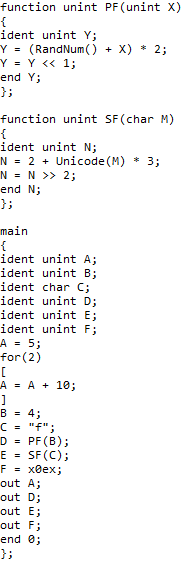 function unint PF(unint X)
{
ident unint Y;
Y = (RandNum() + X) * 2;
Y = Y << 1;
end Y;
};

function unint SF(char M)
{
ident unint N;
N = 2 + Unicode(M) * 3;
N = N >> 2;
end N;
};

main
{
ident unint A;
ident unint B;
ident char C;
ident unint D;
ident unint E;
ident unint F;
A = 5;
for(2)
[
A = A + 10;
]
B = 4;
C = "f";
D = PF(B);
E = SF(C);
F = x0ex;
out A;
out D;
out E;
out F;
end 0;
};